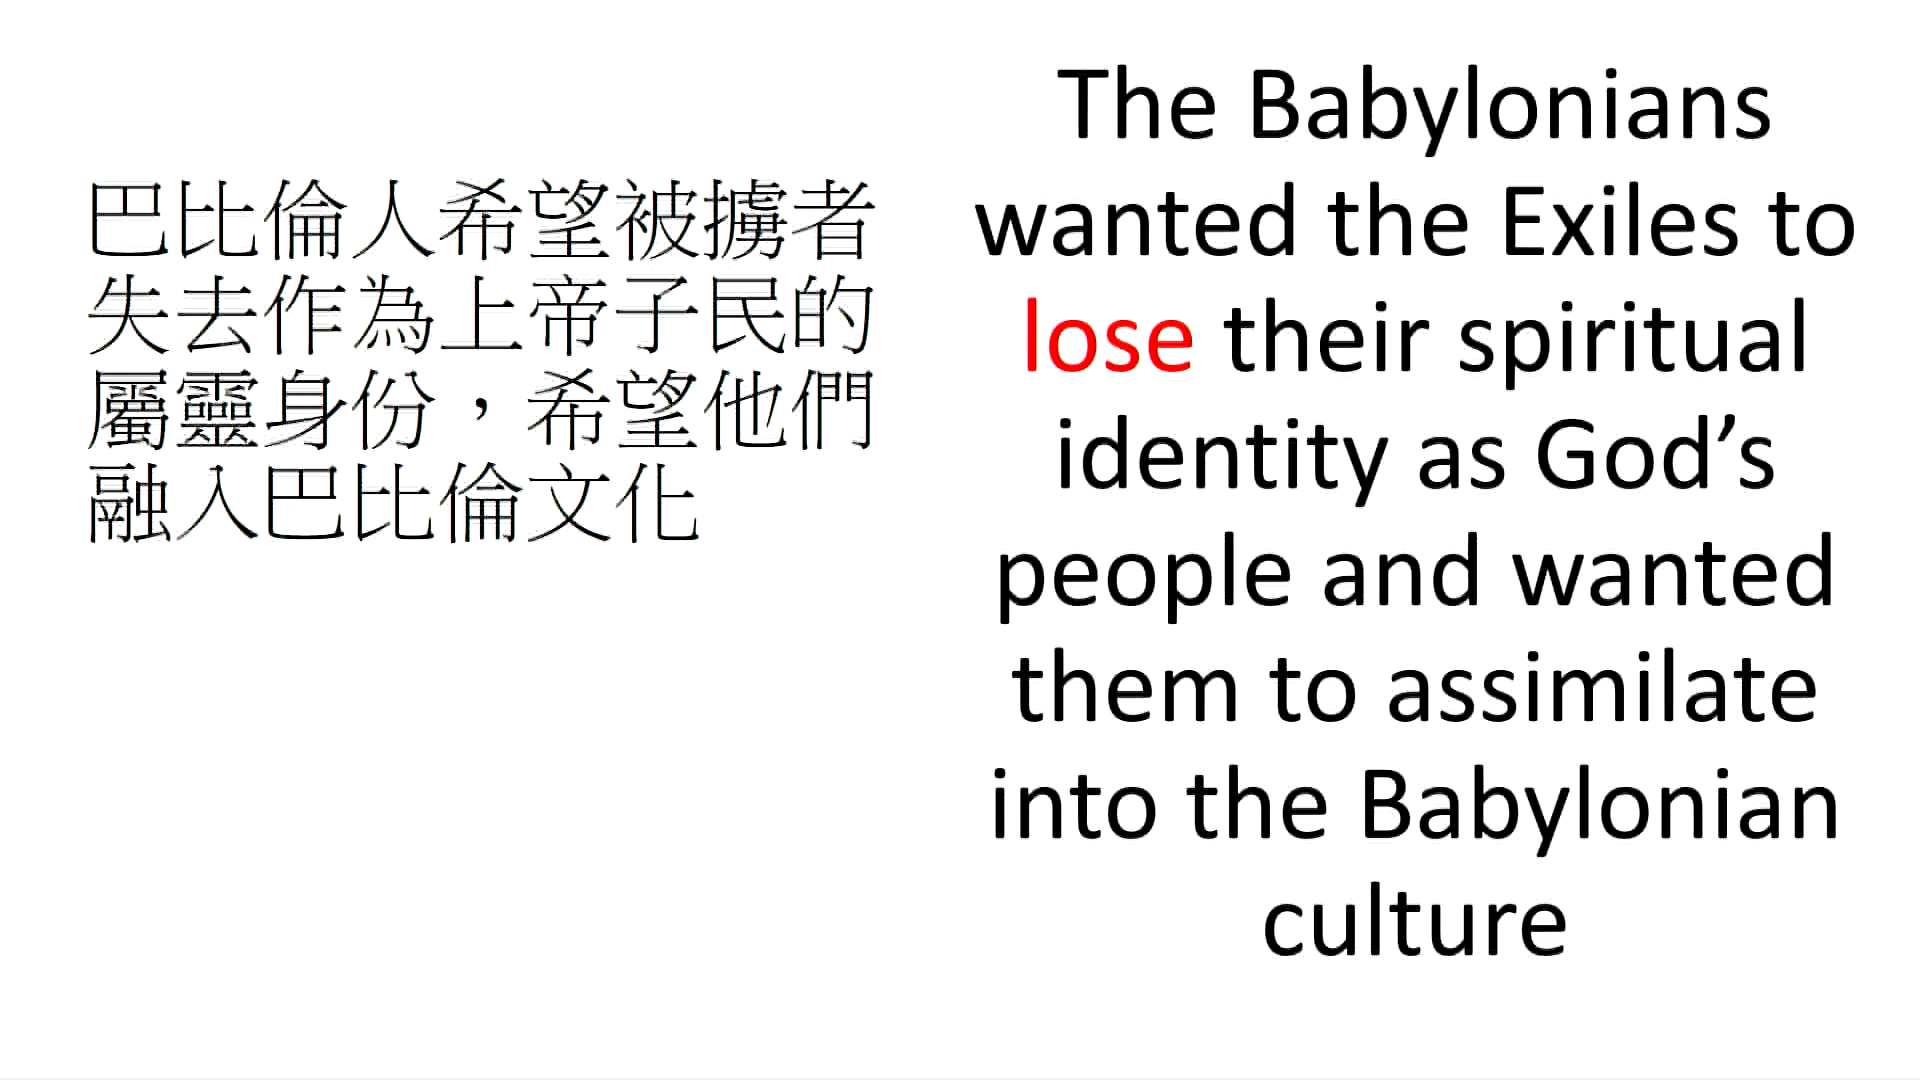 巴比倫人希望被擄者
失去作為上帝子民的
屬靈身份，希望他們
融入巴比倫文化
The Babylonians
wanted the Exiles to
lose their spiritual
identity as God’s
people and wanted
them to assimilate
into the Babylonian
culture